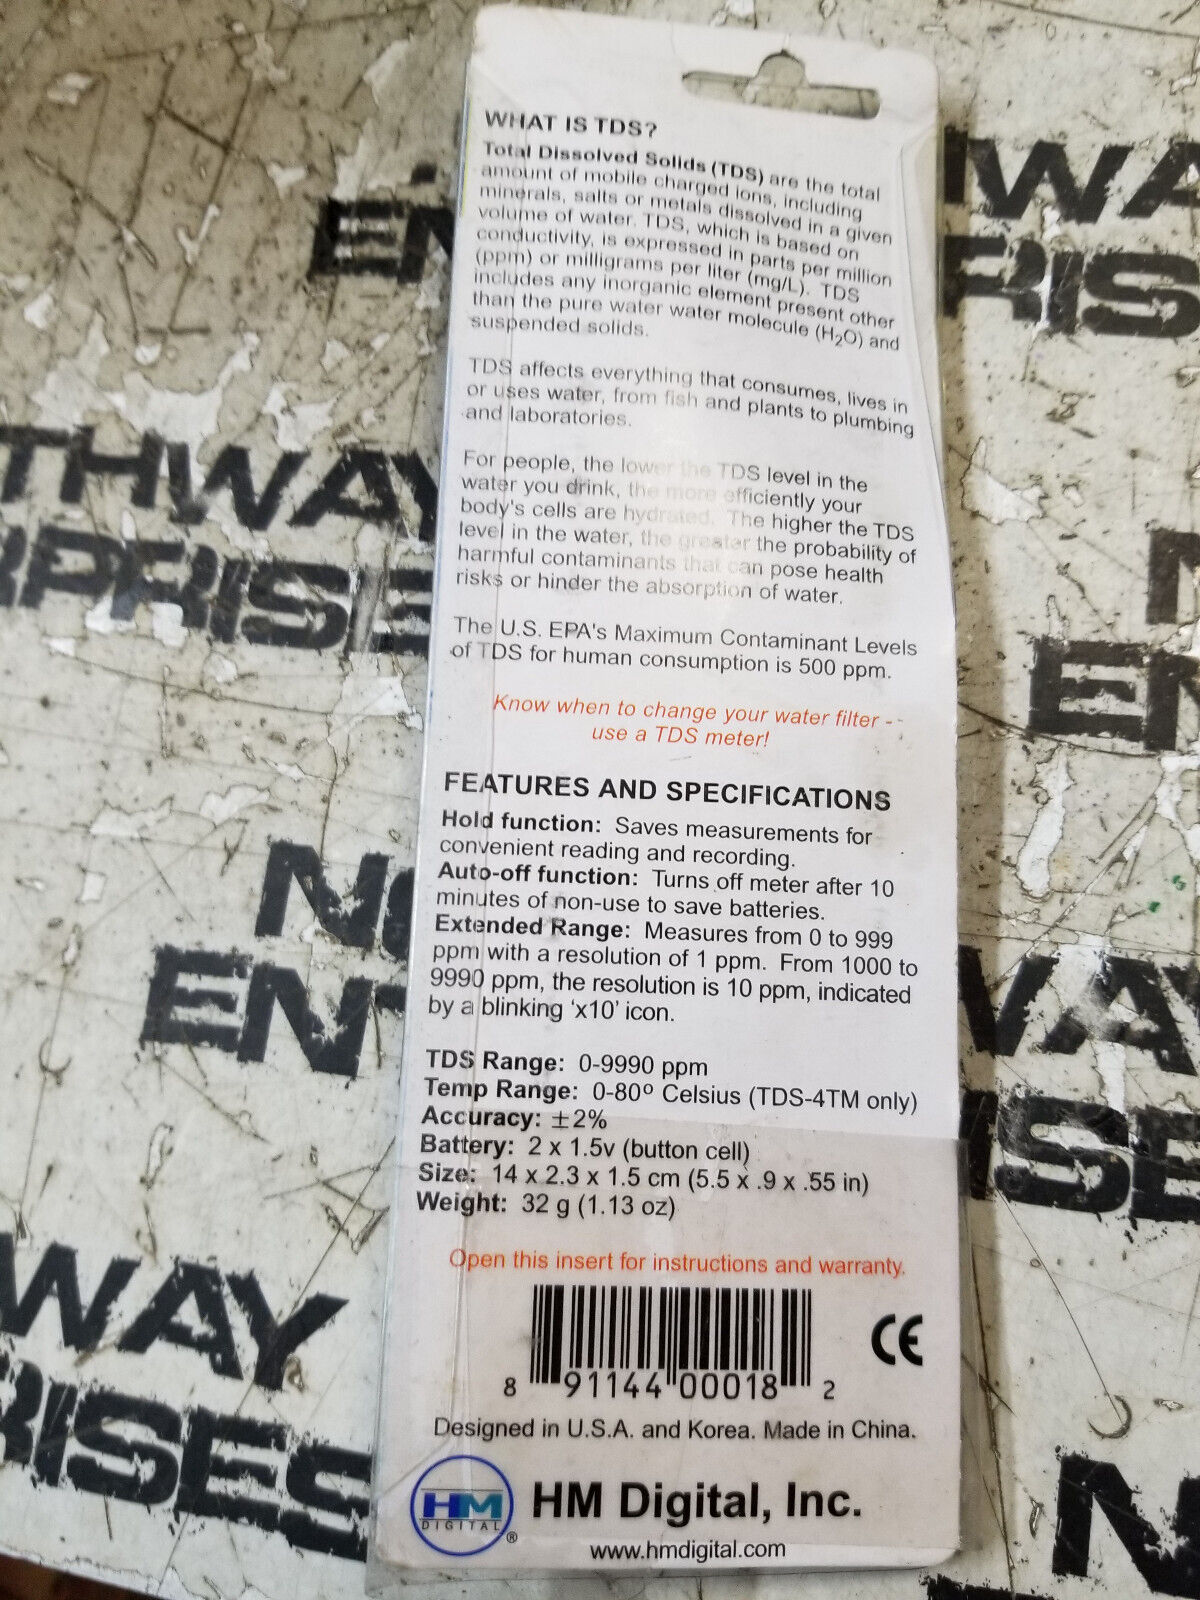 WHAT IS TDS?
Total Dissolved Solids (TDS) are the total
amount of mobile charged ions, including
minerals, salts or metals dissolved in a given
volume of water. TDS, which is based on
conductivity, is expressed in parts per million
(ppm) or milligrams per liter (mg/L). TDS
includes any inorganic element present other
than the pure water water molecule (H₂O) and
suspended solids.
TDS affects everything that consumes, lives in
or uses water, from fish and plants to plumbing
and laboratories.
For people, the lower the TDS level in the
water you drink, the more efficiently your
body's cells are hydrated. The higher the TDS
level in the water, the greater the probability of
harmful contaminants that can pose health
risks or hinder the absorption of water.
The U.S. EPA's Maximum Contaminant Levels
of TDS for human consumption is 500 ppm.
Know when to change your water filter --
use a TDS meter!
FEATURES AND SPECIFICATIONS
Hold function: Saves measurements for
convenient reading and recording.
Auto-off function: Turns off meter after 10
minutes of non-use to save batteries.
Extended Range: Measures from 0 to 999
ppm with a resolution of 1 ppm. From 1000 to
9990 ppm, the resolution is 10 ppm, indicated
by a blinking ‘x10’ icon.
TDS Range: 0-9990 ppm
Temp Range: 0-80º Celsius (TDS-4TM only)
Accuracy: ±2%
Battery: 2 x 1.5v (button cell)
Size: 14 x 2.3 x 1.5 cm (5.5 x .9 x .55 in)
Weight: 32 g (1.13 oz)
Open this insert for instructions and warranty.
CE
8 91144 00018 2
Designed in U.S.A. and Korea. Made in China.
HM
DIGITAL
®
HM Digital, Inc.
www.hmdigital.com
EN
WA
RIS
THWAY
RPRISE
N
EN
NO
ENT
WAY
SE
WAY
RISES
NO